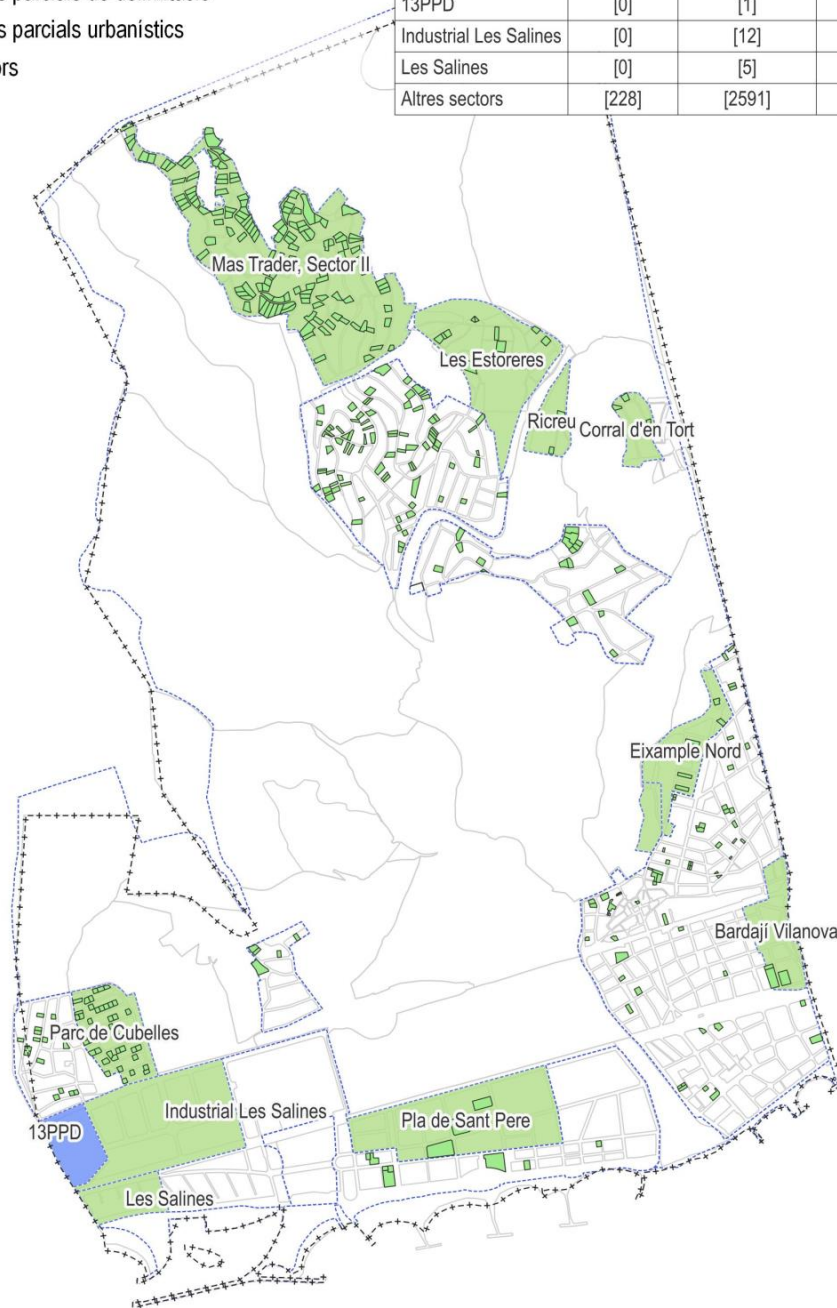 parcials urbanístics
13PPD [0] [1]
Industrial Les Salines [0] [12]
Les Salines [0] [5]
Altres sectors [228] [2591]
Mas Trader, Sector II
Les Estoreres
Ricreu
Corral d'en Tort
Eixample Nord
Bardají Vilanova
Parc de Cubelles
Industrial Les Salines
Pla de Sant Pere
13PPD
Les Salines